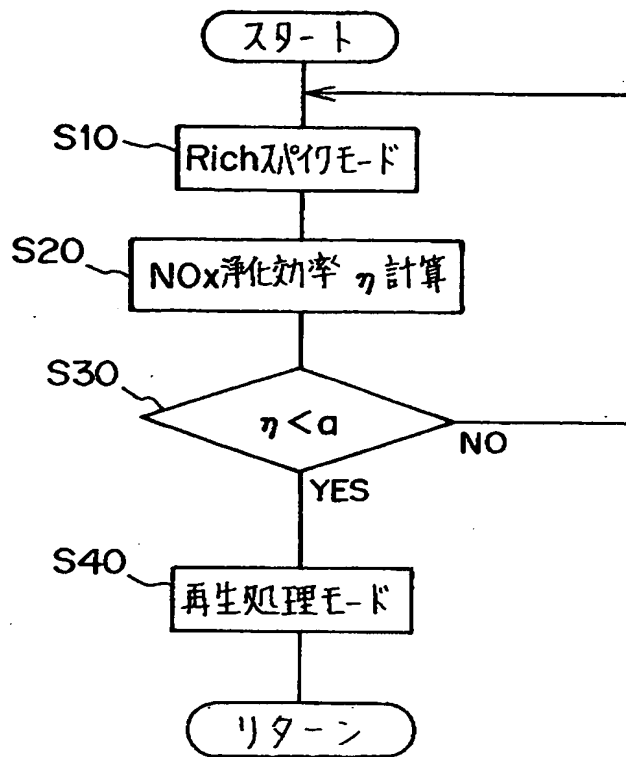 スタート
S10
Richスパイクモード
S20
NOx浄化効率 η 計算
S30
η<a
NO
YES
S40
再生処理モード
リターン